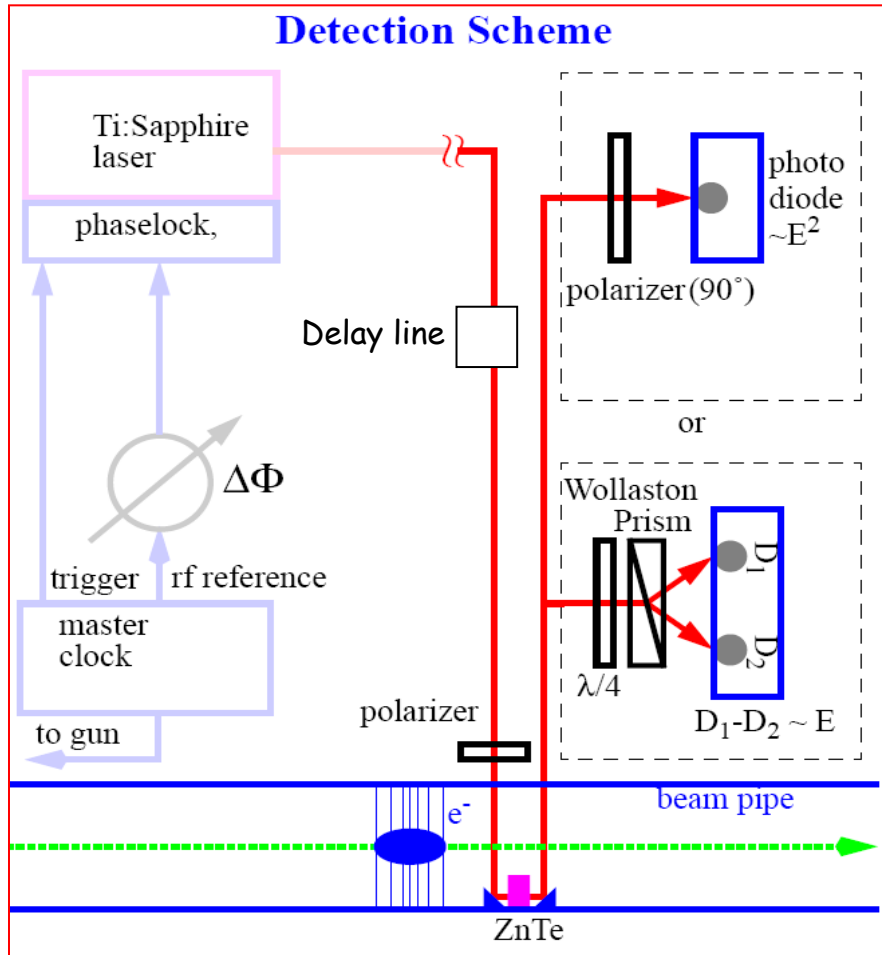 Detection Scheme
Ti:Sapphire
laser
phaselock,
Delay line
ΔΦ
trigger
rf reference
master
clock
to gun
polarizer
photo
diode
~E²
polarizer(90°)
or
Wollaston
Prism
D₁
D₂
λ/4
D₁-D₂ ~ E
beam pipe
e⁻
ZnTe